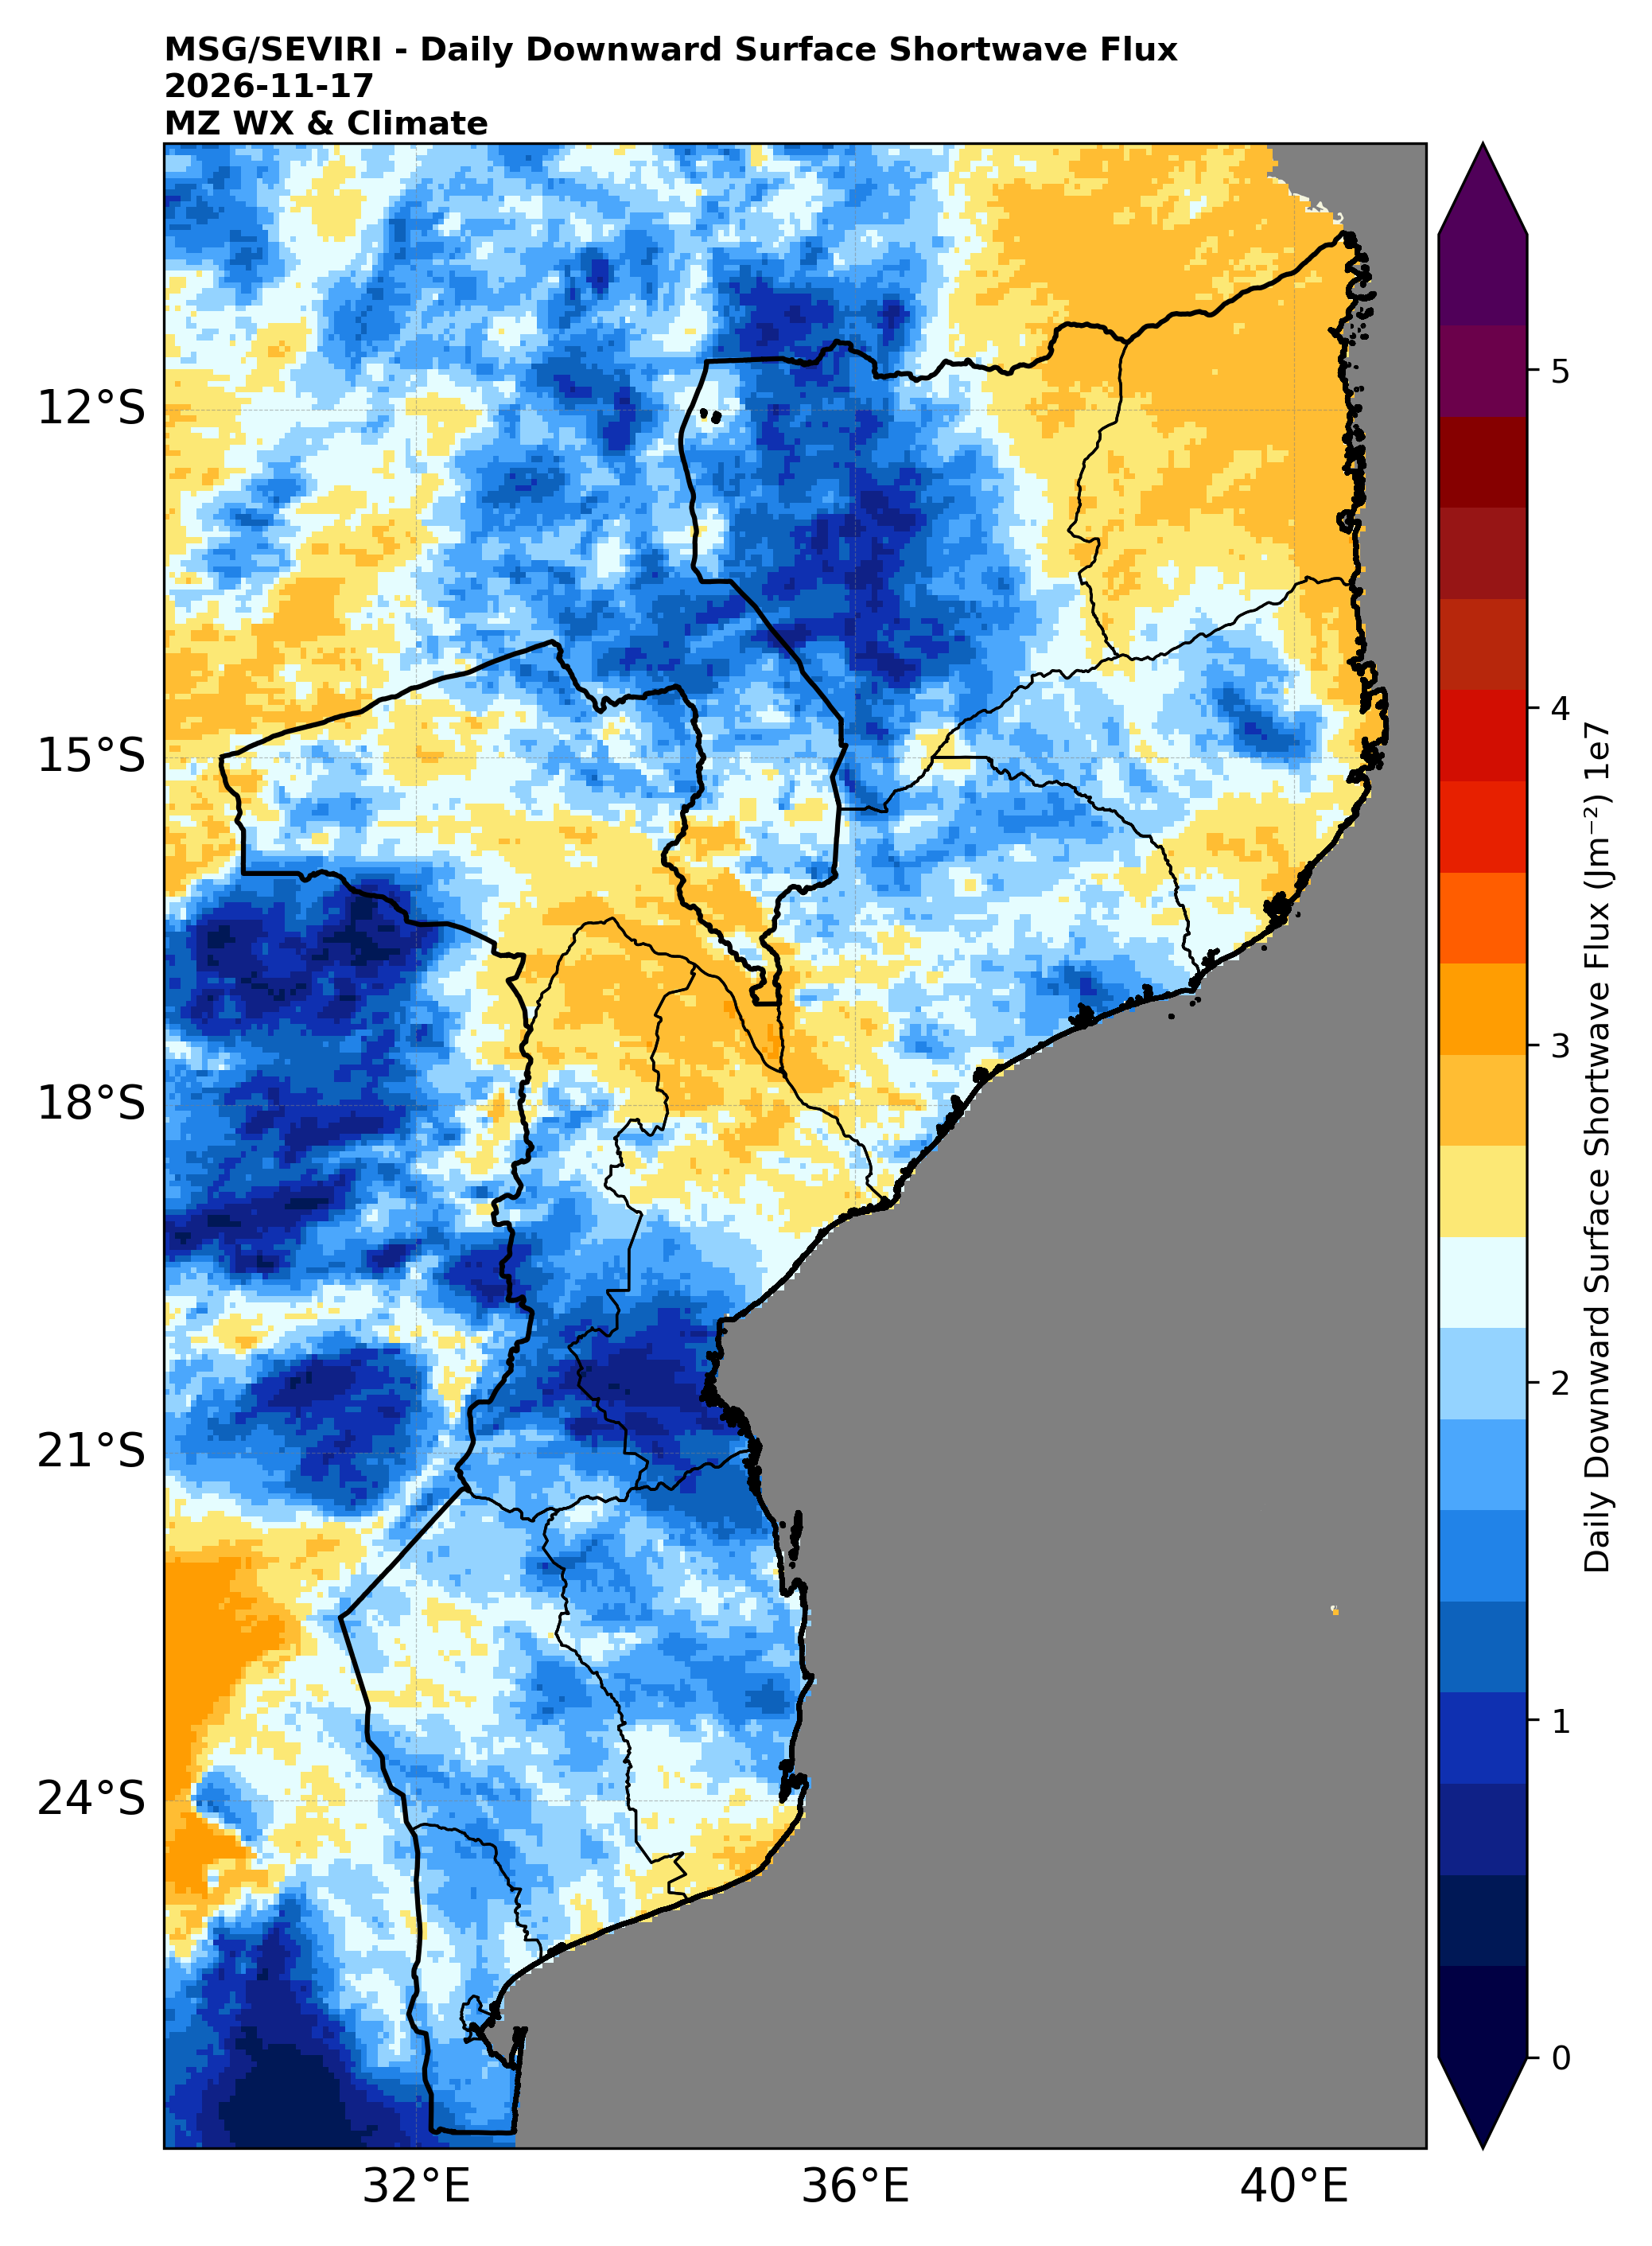 MSG/SEVIRI - Daily Downward Surface Shortwave Flux
2026-11-17
MZ WX & Climate
12°S
15°S
18°S
21°S
24°S
32°E
36°E
40°E
5
4
3
2
1
0
Daily Downward Surface Shortwave Flux (Jm⁻²) 1e7